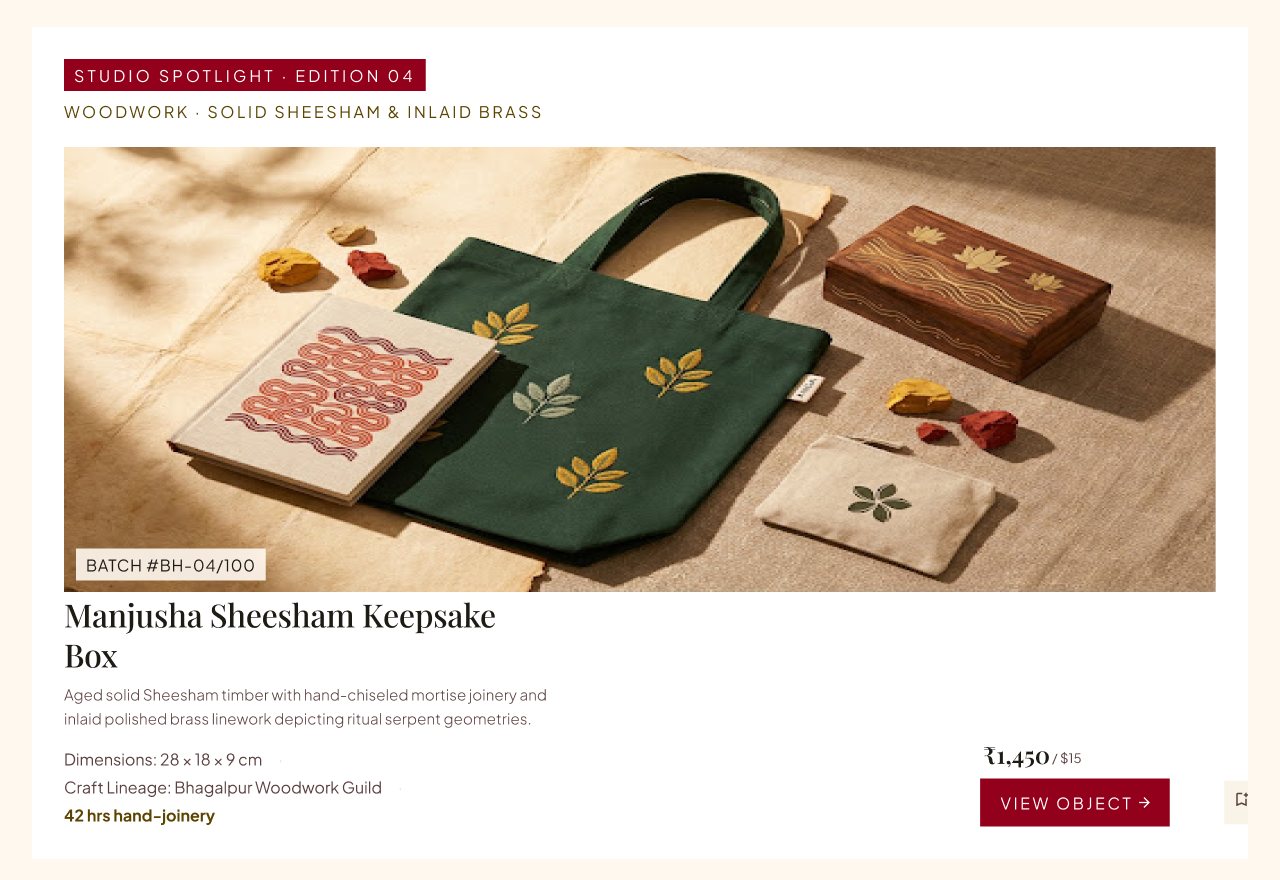 STUDIO SPOTLIGHT · EDITION 04
WOODWORK · SOLID SHEESHAM & INLAID BRASS
BATCH #BH-04/100
Manjusha Sheesham Keepsake
Box
Aged solid Sheesham timber with hand-chiseled mortise joinery and
inlaid polished brass linework depicting ritual serpent geometries.
Dimensions: 28 × 18 × 9 cm ·
Craft Lineage: Bhagalpur Woodwork Guild ·
42 hrs hand-joinery
₹1,450 / $15
VIEW OBJECT →